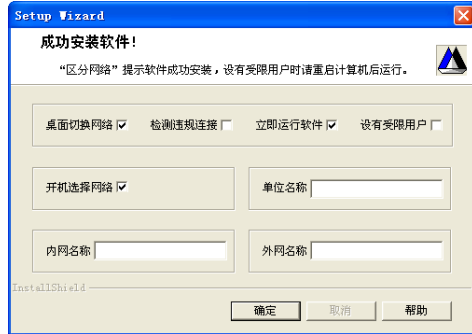 Setup Wizard
成功安装软件!
“区分网络”提示软件成功安装，设有受限用户时请重启计算机后运行。
桌面切换网络 检测违规连接 立即运行软件 设有受限用户
开机选择网络 单位名称
内网名称 外网名称
InstallShield
确定 取消 帮助